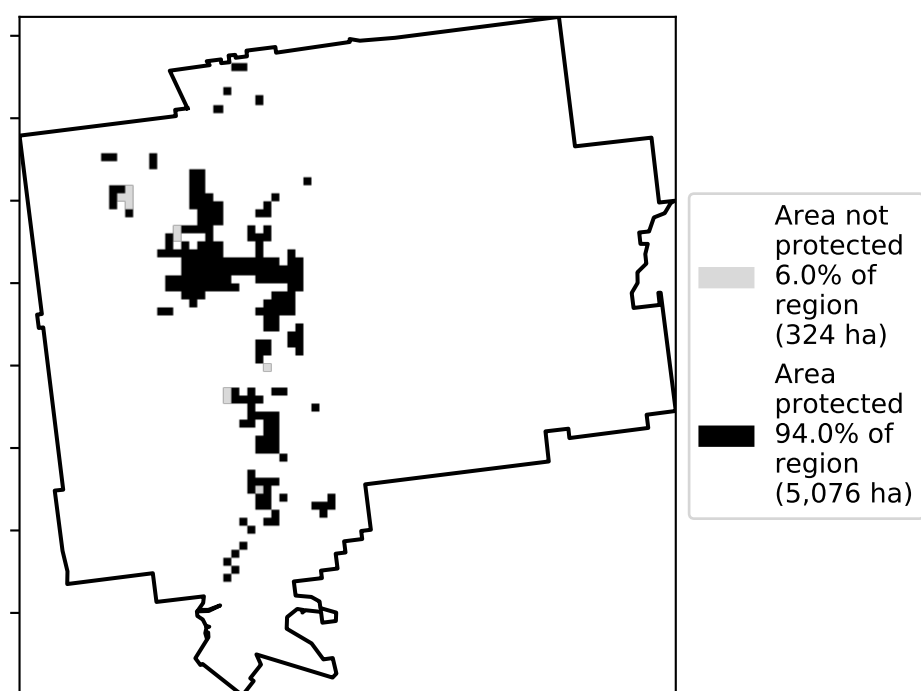 Area not
protected
6.0% of
region
(324 ha)
Area
protected
94.0% of
region
(5,076 ha)